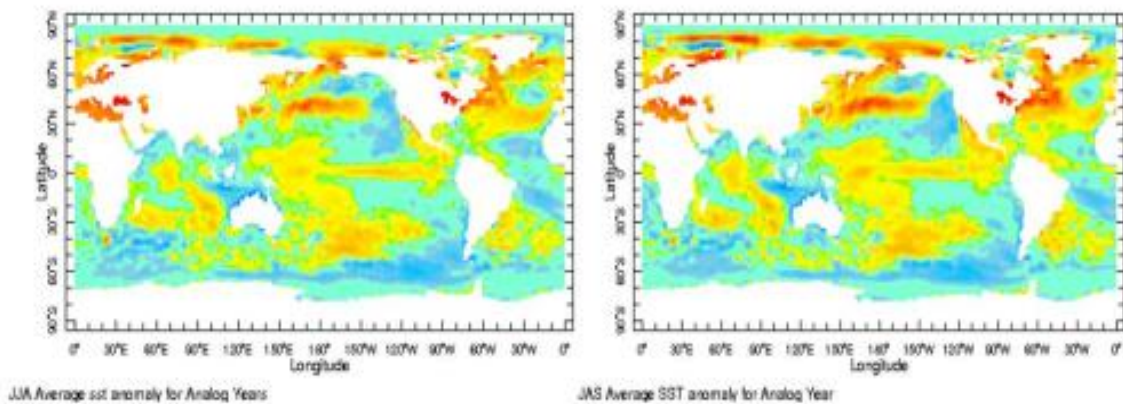 90°N
60°N
30°N
0°
30°S
60°S
90°S
Latitude
0° 30°E 60°E 90°E 120°E 150°E 180° 150°W 120°W 90°W 60°W 30°W 0°
Longitude
JJA Average sst anomaly for Analog Years
90°N
60°N
30°N
0°
30°S
60°S
90°S
Latitude
0° 30°E 60°E 90°E 120°E 150°E 180° 150°W 120°W 90°W 60°W 30°W 0°
Longitude
JAS Average SST anomaly for Analog Year